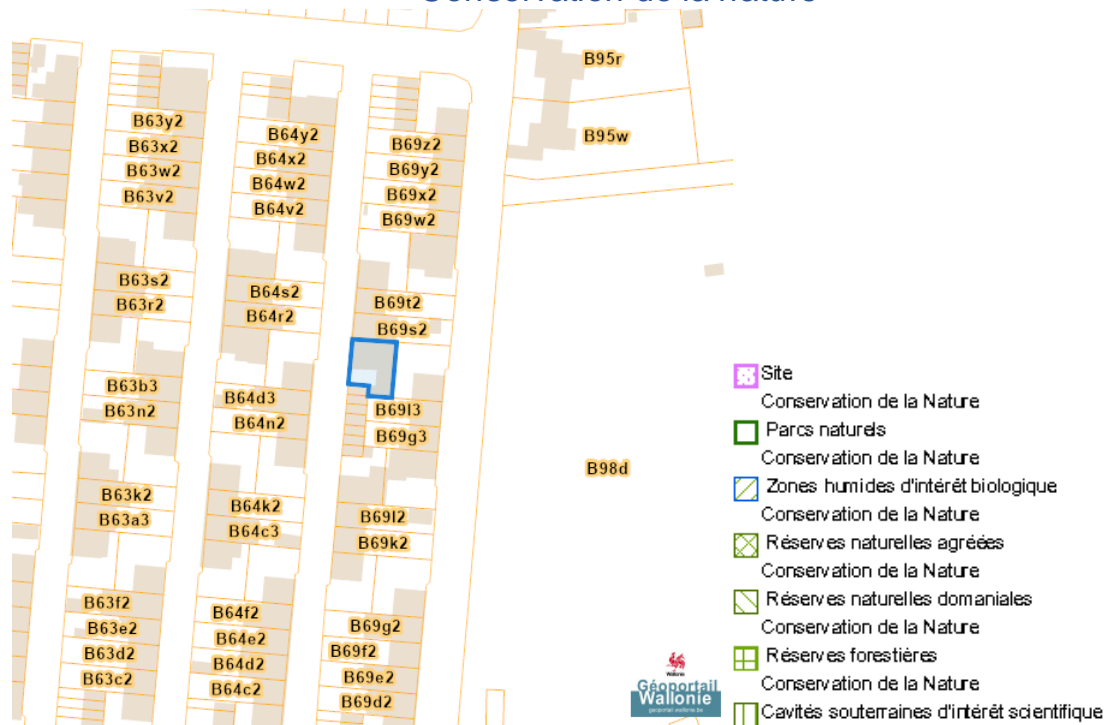 Conservation de la nature
B95r
B63y2
B64y2
B95w
B63x2
B69z2
B64x2
B63w2
B69y2
B64w2
B63v2
B69x2
B64v2
B69w2
B63s2
B64s2
B63r2
B69t2
B64r2
B69s2
B63b3
B64d3
B63n2
B69l3
B64n2
B69g3
B98d
B63k2
B64k2
B63a3
B69l2
B64c3
B69k2
B63f2
B64f2
B63e2
B69g2
B64e2
B63d2
B69f2
B64d2
B63c2
B69e2
B64c2
B69d2
Site
Conservation de la Nature
Parcs naturels
Conservation de la Nature
Zones humides d'intérêt biologique
Conservation de la Nature
Réserves naturelles agréées
Conservation de la Nature
Réserves naturelles domaniales
Conservation de la Nature
Réserves forestières
Conservation de la Nature
Cavités souterraines d'intérêt scientifique
Wallonie
Géoportail
Wallonie
geoportail.wallonie.be